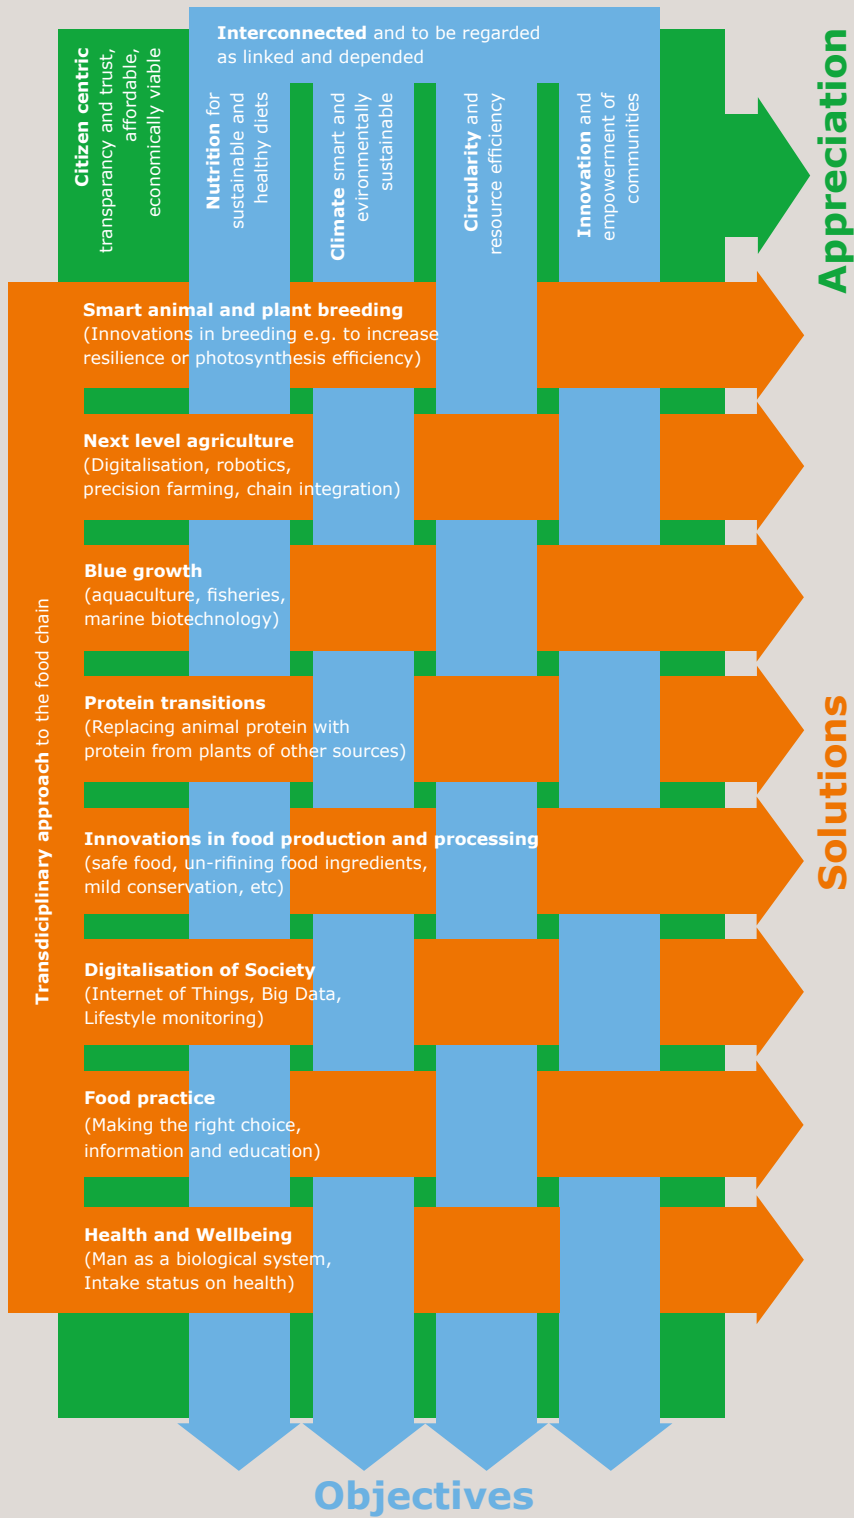 Interconnected and to be regarded
as linked and depended
Citizen centric
transparancy and trust,
affordable,
economically viable
Nutrition for
sustainable and
healthy diets
Climate smart and
evironmentally
sustainable
Circularity and
resource efficiency
Innovation and
empowerment of
communities
Appreciation
Transdiciplinary approach to the food chain
Smart animal and plant breeding
(Innovations in breeding e.g. to increase
resilience or photosynthesis efficiency)
Next level agriculture
(Digitalisation, robotics,
precision farming, chain integration)
Blue growth
(aquaculture, fisheries,
marine biotechnology)
Protein transitions
(Replacing animal protein with
protein from plants of other sources)
Innovations in food production and processing
(safe food, un-rifining food ingredients,
mild conservation, etc)
Digitalisation of Society
(Internet of Things, Big Data,
Lifestyle monitoring)
Food practice
(Making the right choice,
information and education)
Health and Wellbeing
(Man as a biological system,
Intake status on health)
Solutions
Objectives